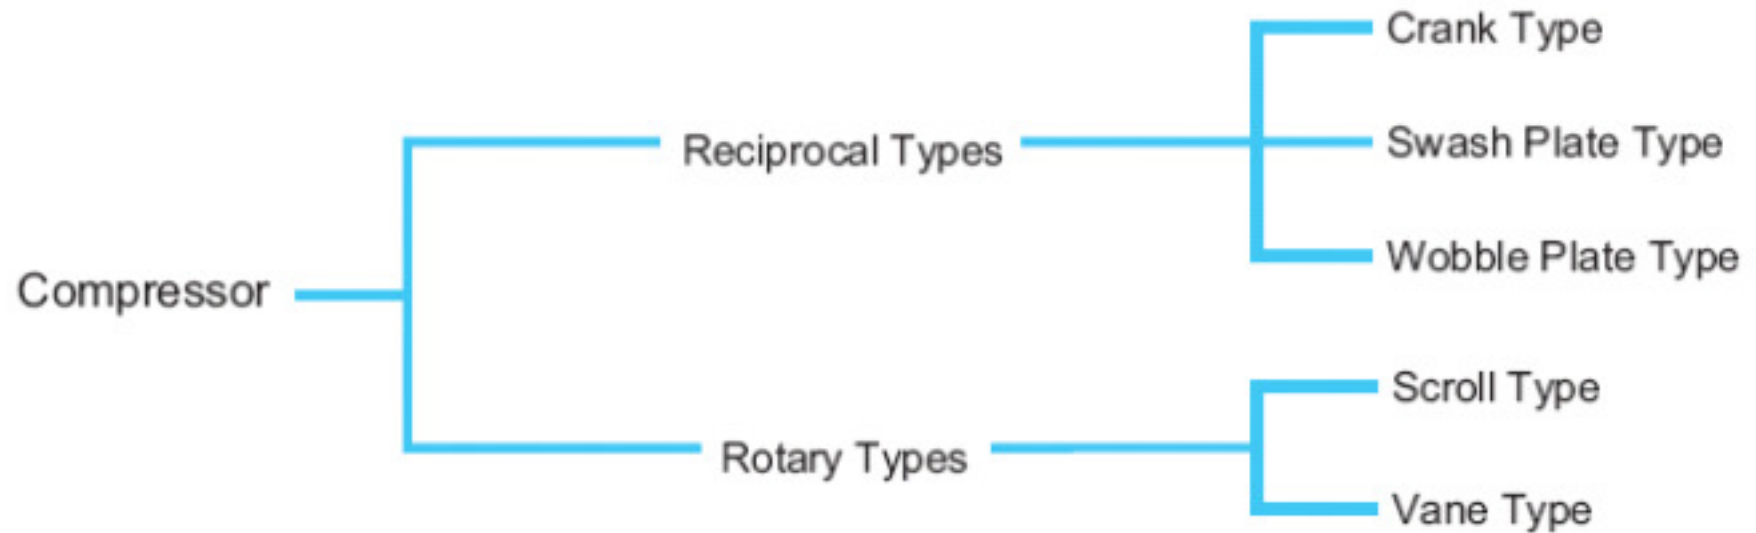 Compressor
Reciprocal Types
Crank Type
Swash Plate Type
Wobble Plate Type
Rotary Types
Scroll Type
Vane Type